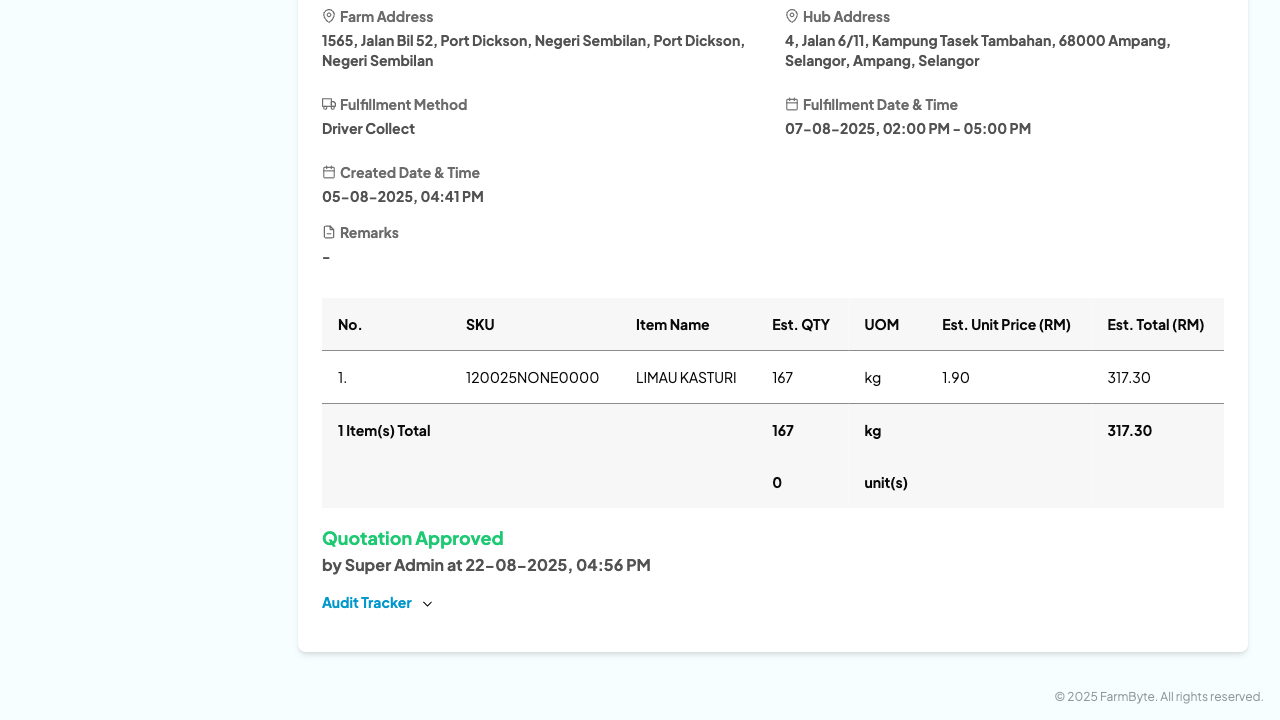 Farm Address
1565, Jalan Bil 52, Port Dickson, Negeri Sembilan, Port Dickson,
Negeri Sembilan
Hub Address
4, Jalan 6/11, Kampung Tasek Tambahan, 68000 Ampang,
Selangor, Ampang, Selangor
Fulfillment Method
Driver Collect
Fulfillment Date & Time
07-08-2025, 02:00 PM - 05:00 PM
Created Date & Time
05-08-2025, 04:41 PM
Remarks
-
No. SKU Item Name Est. QTY UOM Est. Unit Price (RM) Est. Total (RM)
1. 120025NONE0000 LIMAU KASTURI 167 kg 1.90 317.30
1 Item(s) Total 167 kg 317.30
0 unit(s)
Quotation Approved
by Super Admin at 22-08-2025, 04:56 PM
Audit Tracker
© 2025 FarmByte. All rights reserved.